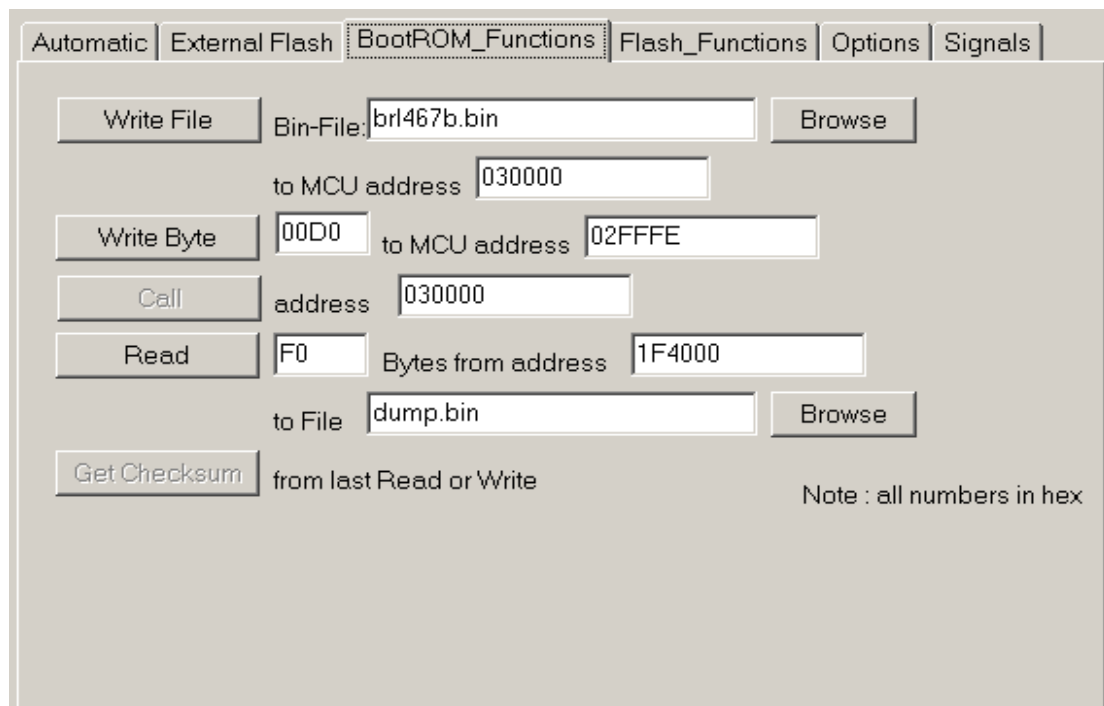 Automatic External Flash BootROM_Functions Flash_Functions Options Signals
Write File Bin-File: brl467b.bin Browse
to MCU address 030000
Write Byte 00D0 to MCU address 02FFFE
Call address 030000
Read F0 Bytes from address 1F4000
to File dump.bin Browse
Get Checksum from last Read or Write
Note : all numbers in hex